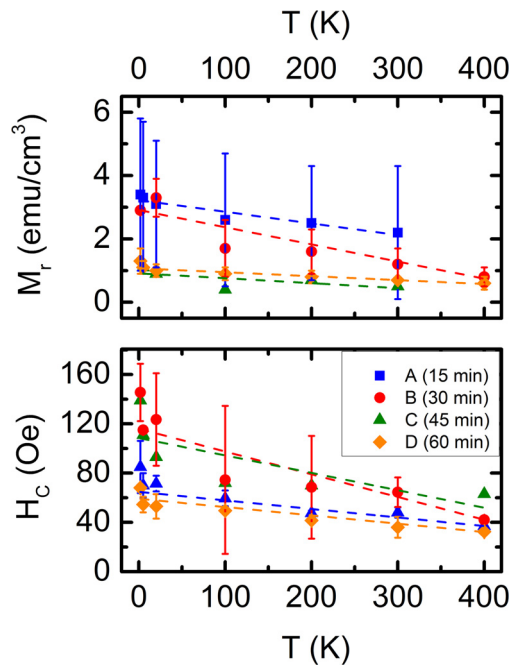 T (K)
0 100 200 300 400
6
4
2
0
M_r (emu/cm^3)
160
120
80
40
0
H_C (Oe)
A (15 min)
B (30 min)
C (45 min)
D (60 min)
0 100 200 300 400
T (K)